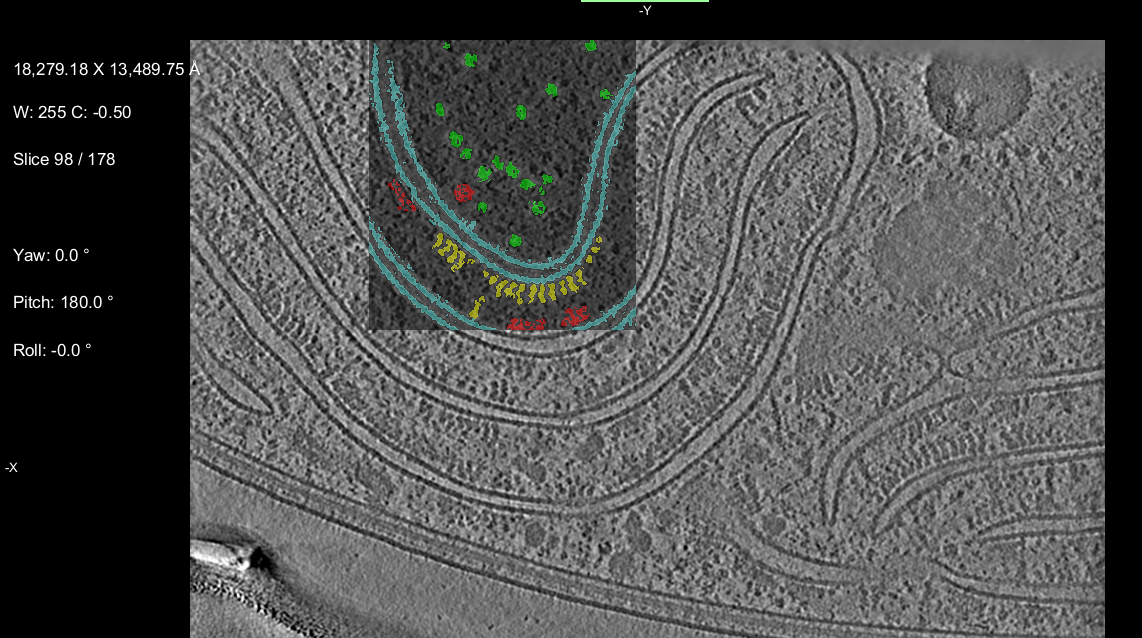 -Y
18,279.18 X 13,489.75 Å
W: 255 C: -0.50
Slice 98 / 178
Yaw: 0.0 °
Pitch: 180.0 °
Roll: -0.0 °
-X